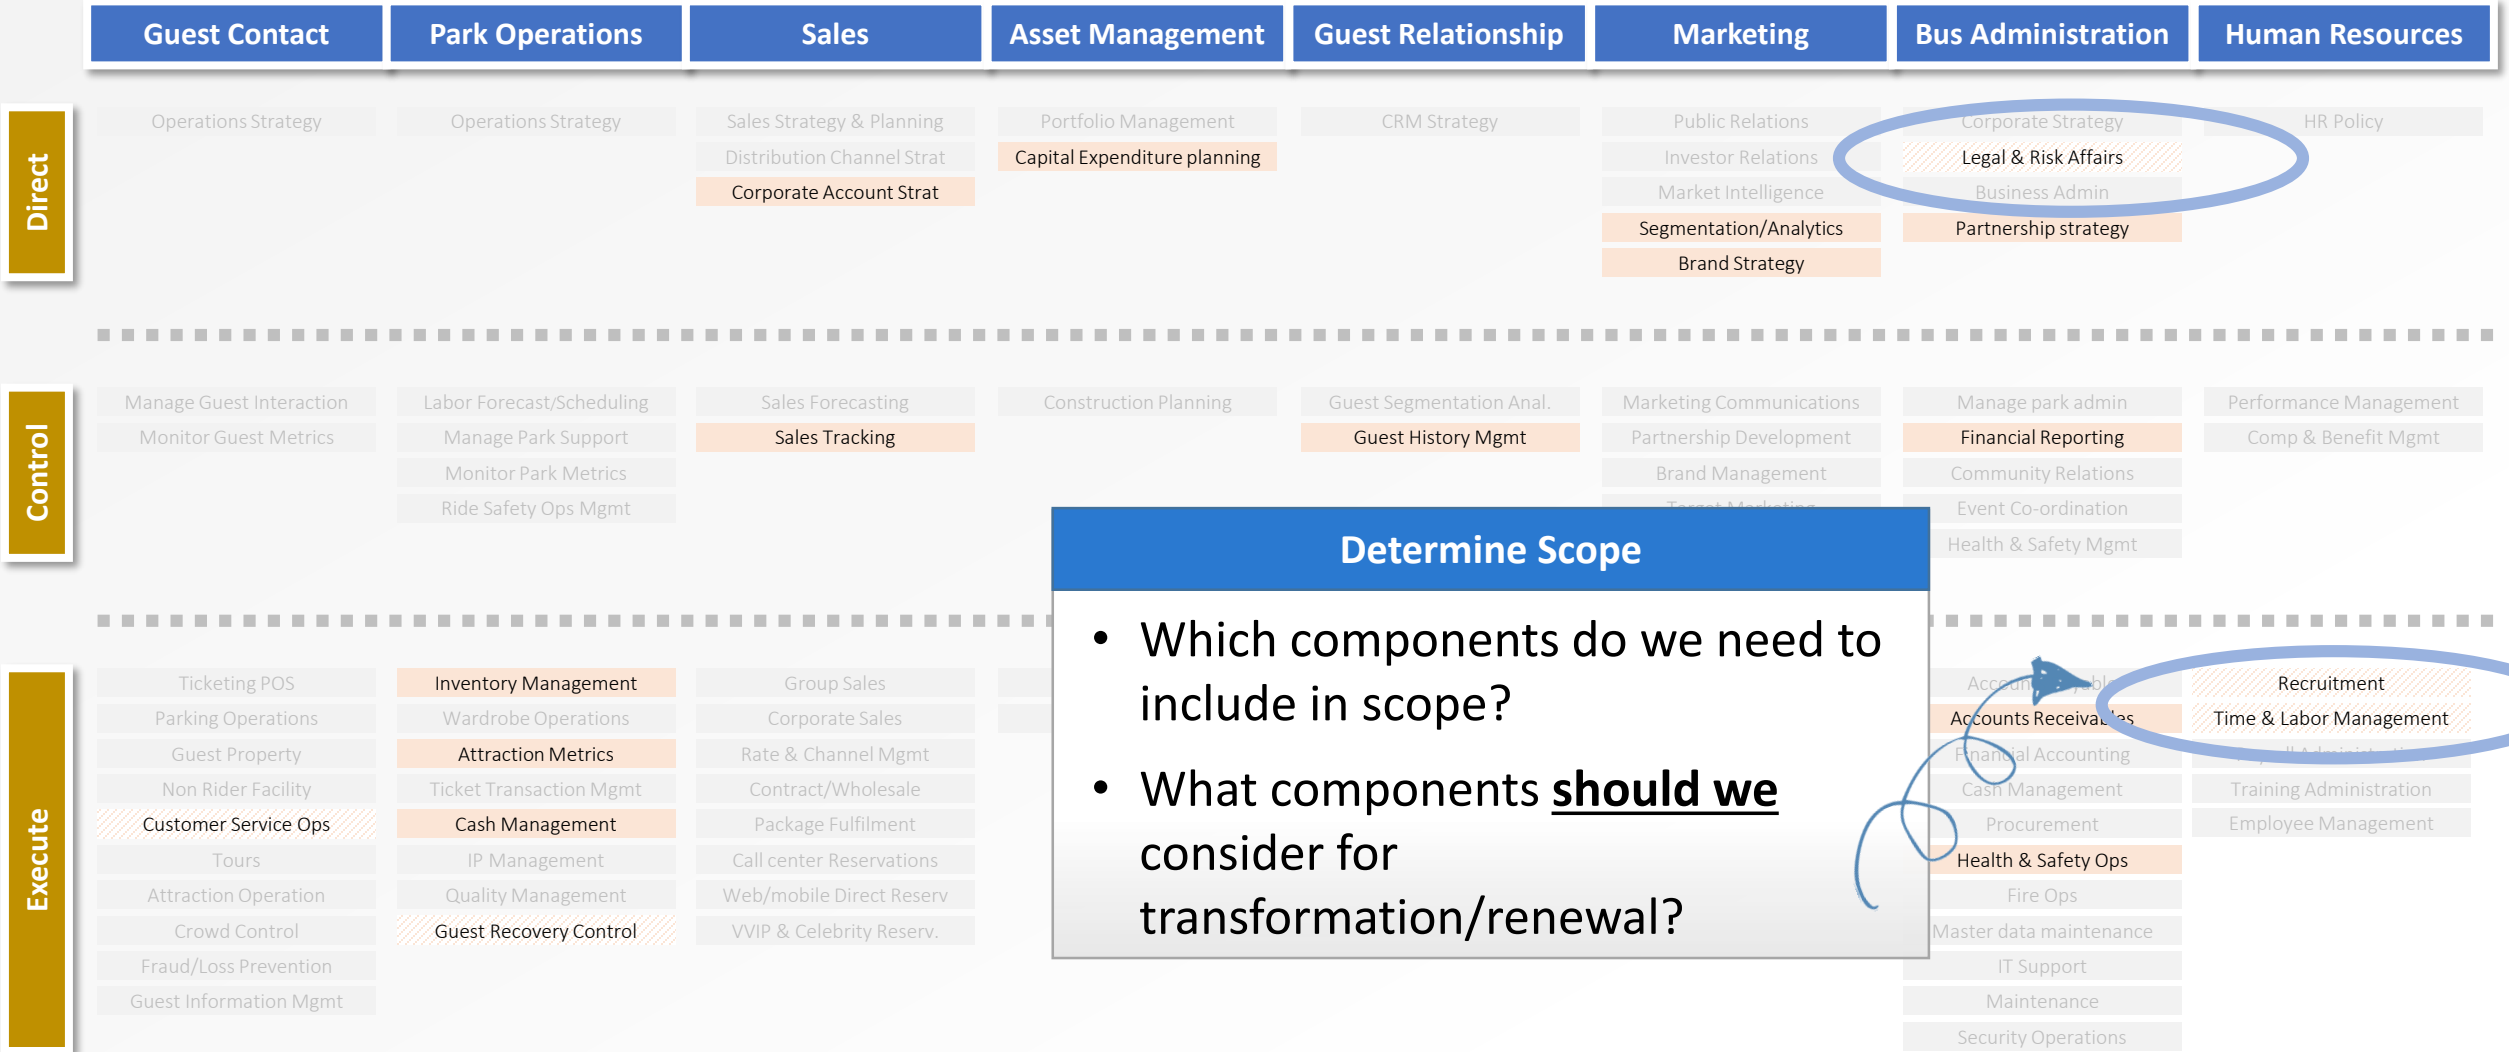 Guest Contact
Park Operations
Sales
Asset Management
Guest Relationship
Marketing
Bus Administration
Human Resources
Direct
Operations Strategy
Operations Strategy
Sales Strategy & Planning
Distribution Channel Strat
Corporate Account Strat
Portfolio Management
Capital Expenditure planning
CRM Strategy
Public Relations
Investor Relations
Market Intelligence
Segmentation/Analytics
Brand Strategy
Corporate Strategy
Legal & Risk Affairs
Business Admin
Partnership strategy
HR Policy
Control
Manage Guest Interaction
Monitor Guest Metrics
Labor Forecast/Scheduling
Manage Park Support
Monitor Park Metrics
Ride Safety Ops Mgmt
Sales Forecasting
Sales Tracking
Construction Planning
Guest Segmentation Anal.
Guest History Mgmt
Marketing Communications
Partnership Development
Brand Management
Target Marketing
Manage park admin
Financial Reporting
Community Relations
Event Co-ordination
Health & Safety Mgmt
Performance Management
Comp & Benefit Mgmt
Execute
Ticketing POS
Parking Operations
Guest Property
Non Rider Facility
Customer Service Ops
Tours
Attraction Operation
Crowd Control
Fraud/Loss Prevention
Guest Information Mgmt
Inventory Management
Wardrobe Operations
Attraction Metrics
Ticket Transaction Mgmt
Cash Management
IP Management
Quality Management
Guest Recovery Control
Group Sales
Corporate Sales
Rate & Channel Mgmt
Contract/Wholesale
Package Fulfilment
Call center Reservations
Web/mobile Direct Reserv
VVIP & Celebrity Reserv.
Determine Scope
• Which components do we need to
include in scope?
• What components should we
consider for
transformation/renewal?
Accounts Receivables
Financial Accounting
Cash Management
Procurement
Health & Safety Ops
Fire Ops
Master data maintenance
IT Support
Maintenance
Security Operations
Recruitment
Time & Labor Management
Training Administration
Employee Management